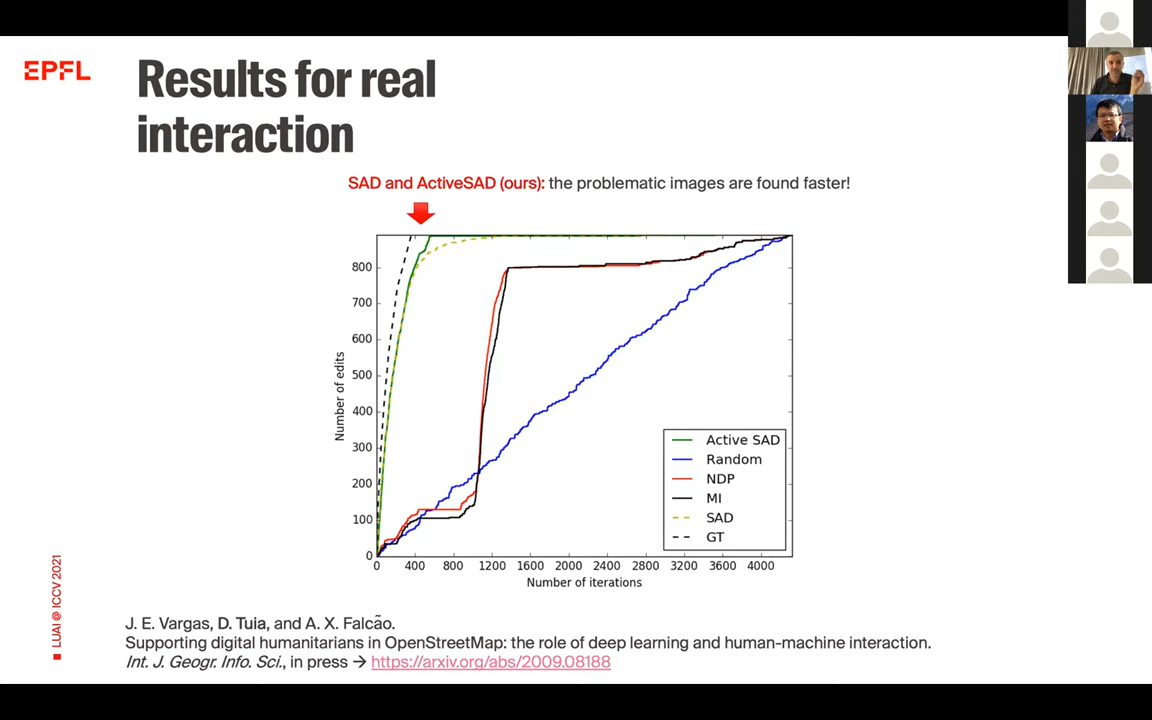 EPFL
Results for real
interaction
SAD and ActiveSAD (ours): the problematic images are found faster!
Number of edits
800
700
600
500
400
300
200
100
0
0 400 800 1200 1600 2000 2400 2800 3200 3600 4000
Number of iterations
Active SAD
Random
NDP
MI
SAD
GT
LUAI @ ICCV 2021
J. E. Vargas, D. Tuia, and A. X. Falcão.
Supporting digital humanitarians in OpenStreetMap: the role of deep learning and human-machine interaction.
Int. J. Geogr. Info. Sci., in press → https://arxiv.org/abs/2009.08188